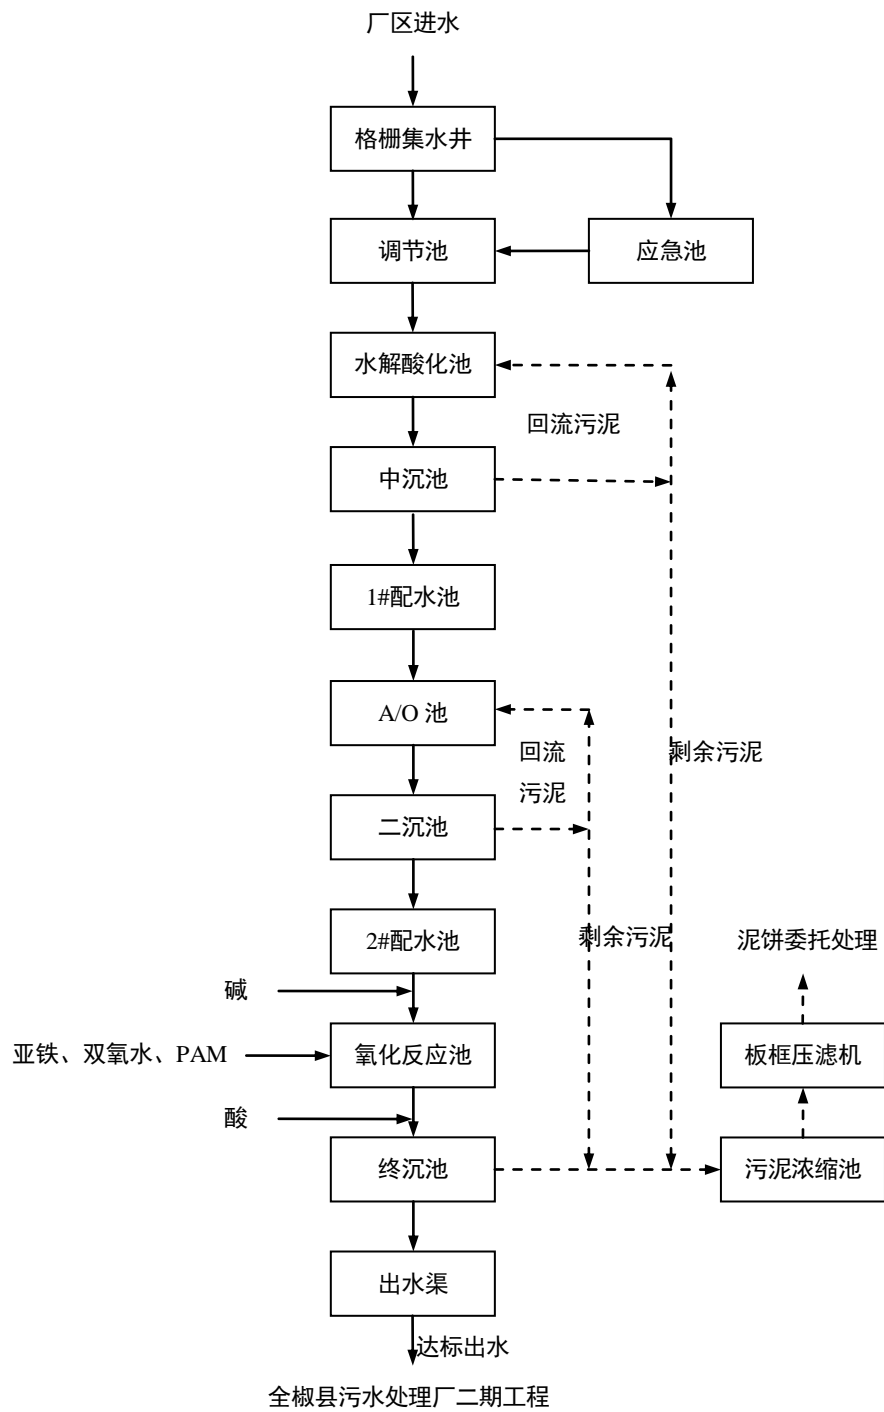 厂区进水
格栅集水井
调节池
应急池
水解酸化池
回流污泥
中沉池
1#配水池
A/O 池
回流
污泥
剩余污泥
二沉池
2#配水池
剩余污泥
泥饼委托处理
碱
亚铁、双氧水、PAM
氧化反应池
板框压滤机
酸
终沉池
污泥浓缩池
出水渠
达标出水
全椒县污水处理厂二期工程